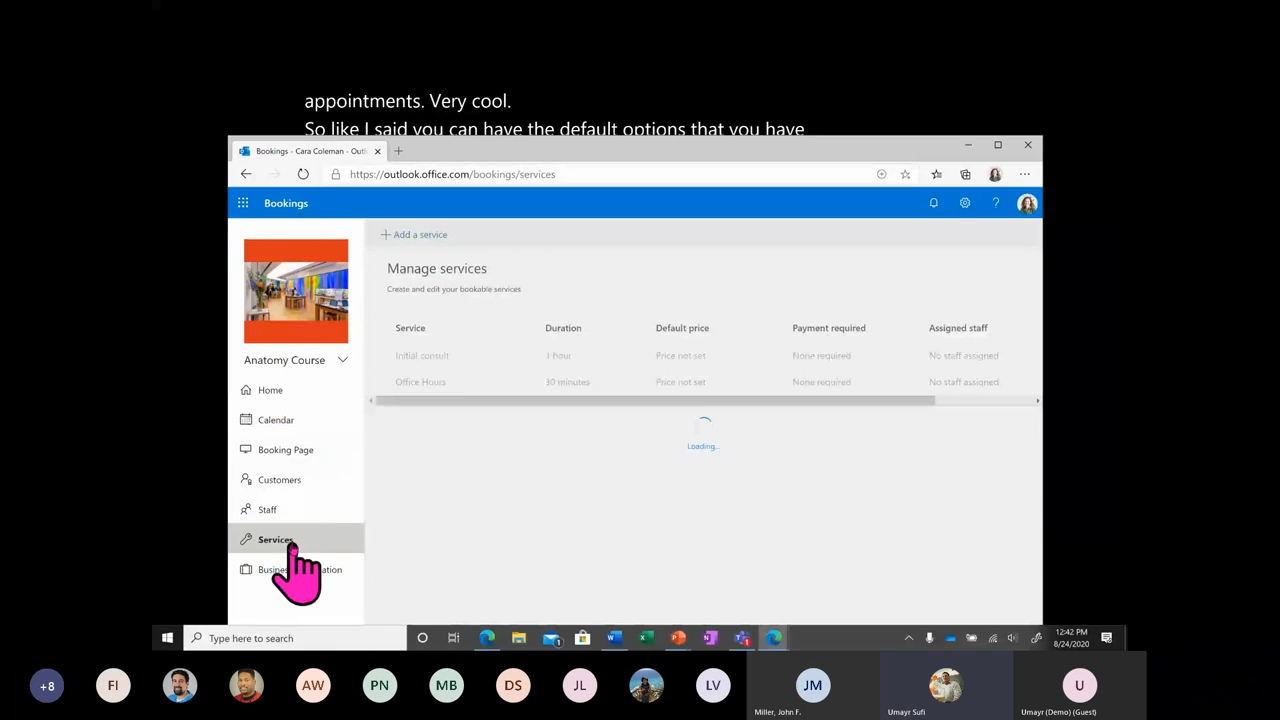 appointments. Very cool.
So like I said you can have the default options that you have
Bookings - Cara Coleman - Outl
https://outlook.office.com/bookings/services
Bookings
Add a service
Manage services
Create and edit your bookable services
Service Duration Default price Payment required Assigned staff
Initial consult 1 hour Price not set None required No staff assigned
Office Hours 30 minutes Price not set None required No staff assigned
Loading...
Anatomy Course
Home
Calendar
Booking Page
Customers
Staff
Services
Type here to search
12:42 PM
8/24/2020
+8 FI AW PN MB DS JL LV JM U
Miller, John F. Umayr Sufi Umayr (Demo) (Guest)